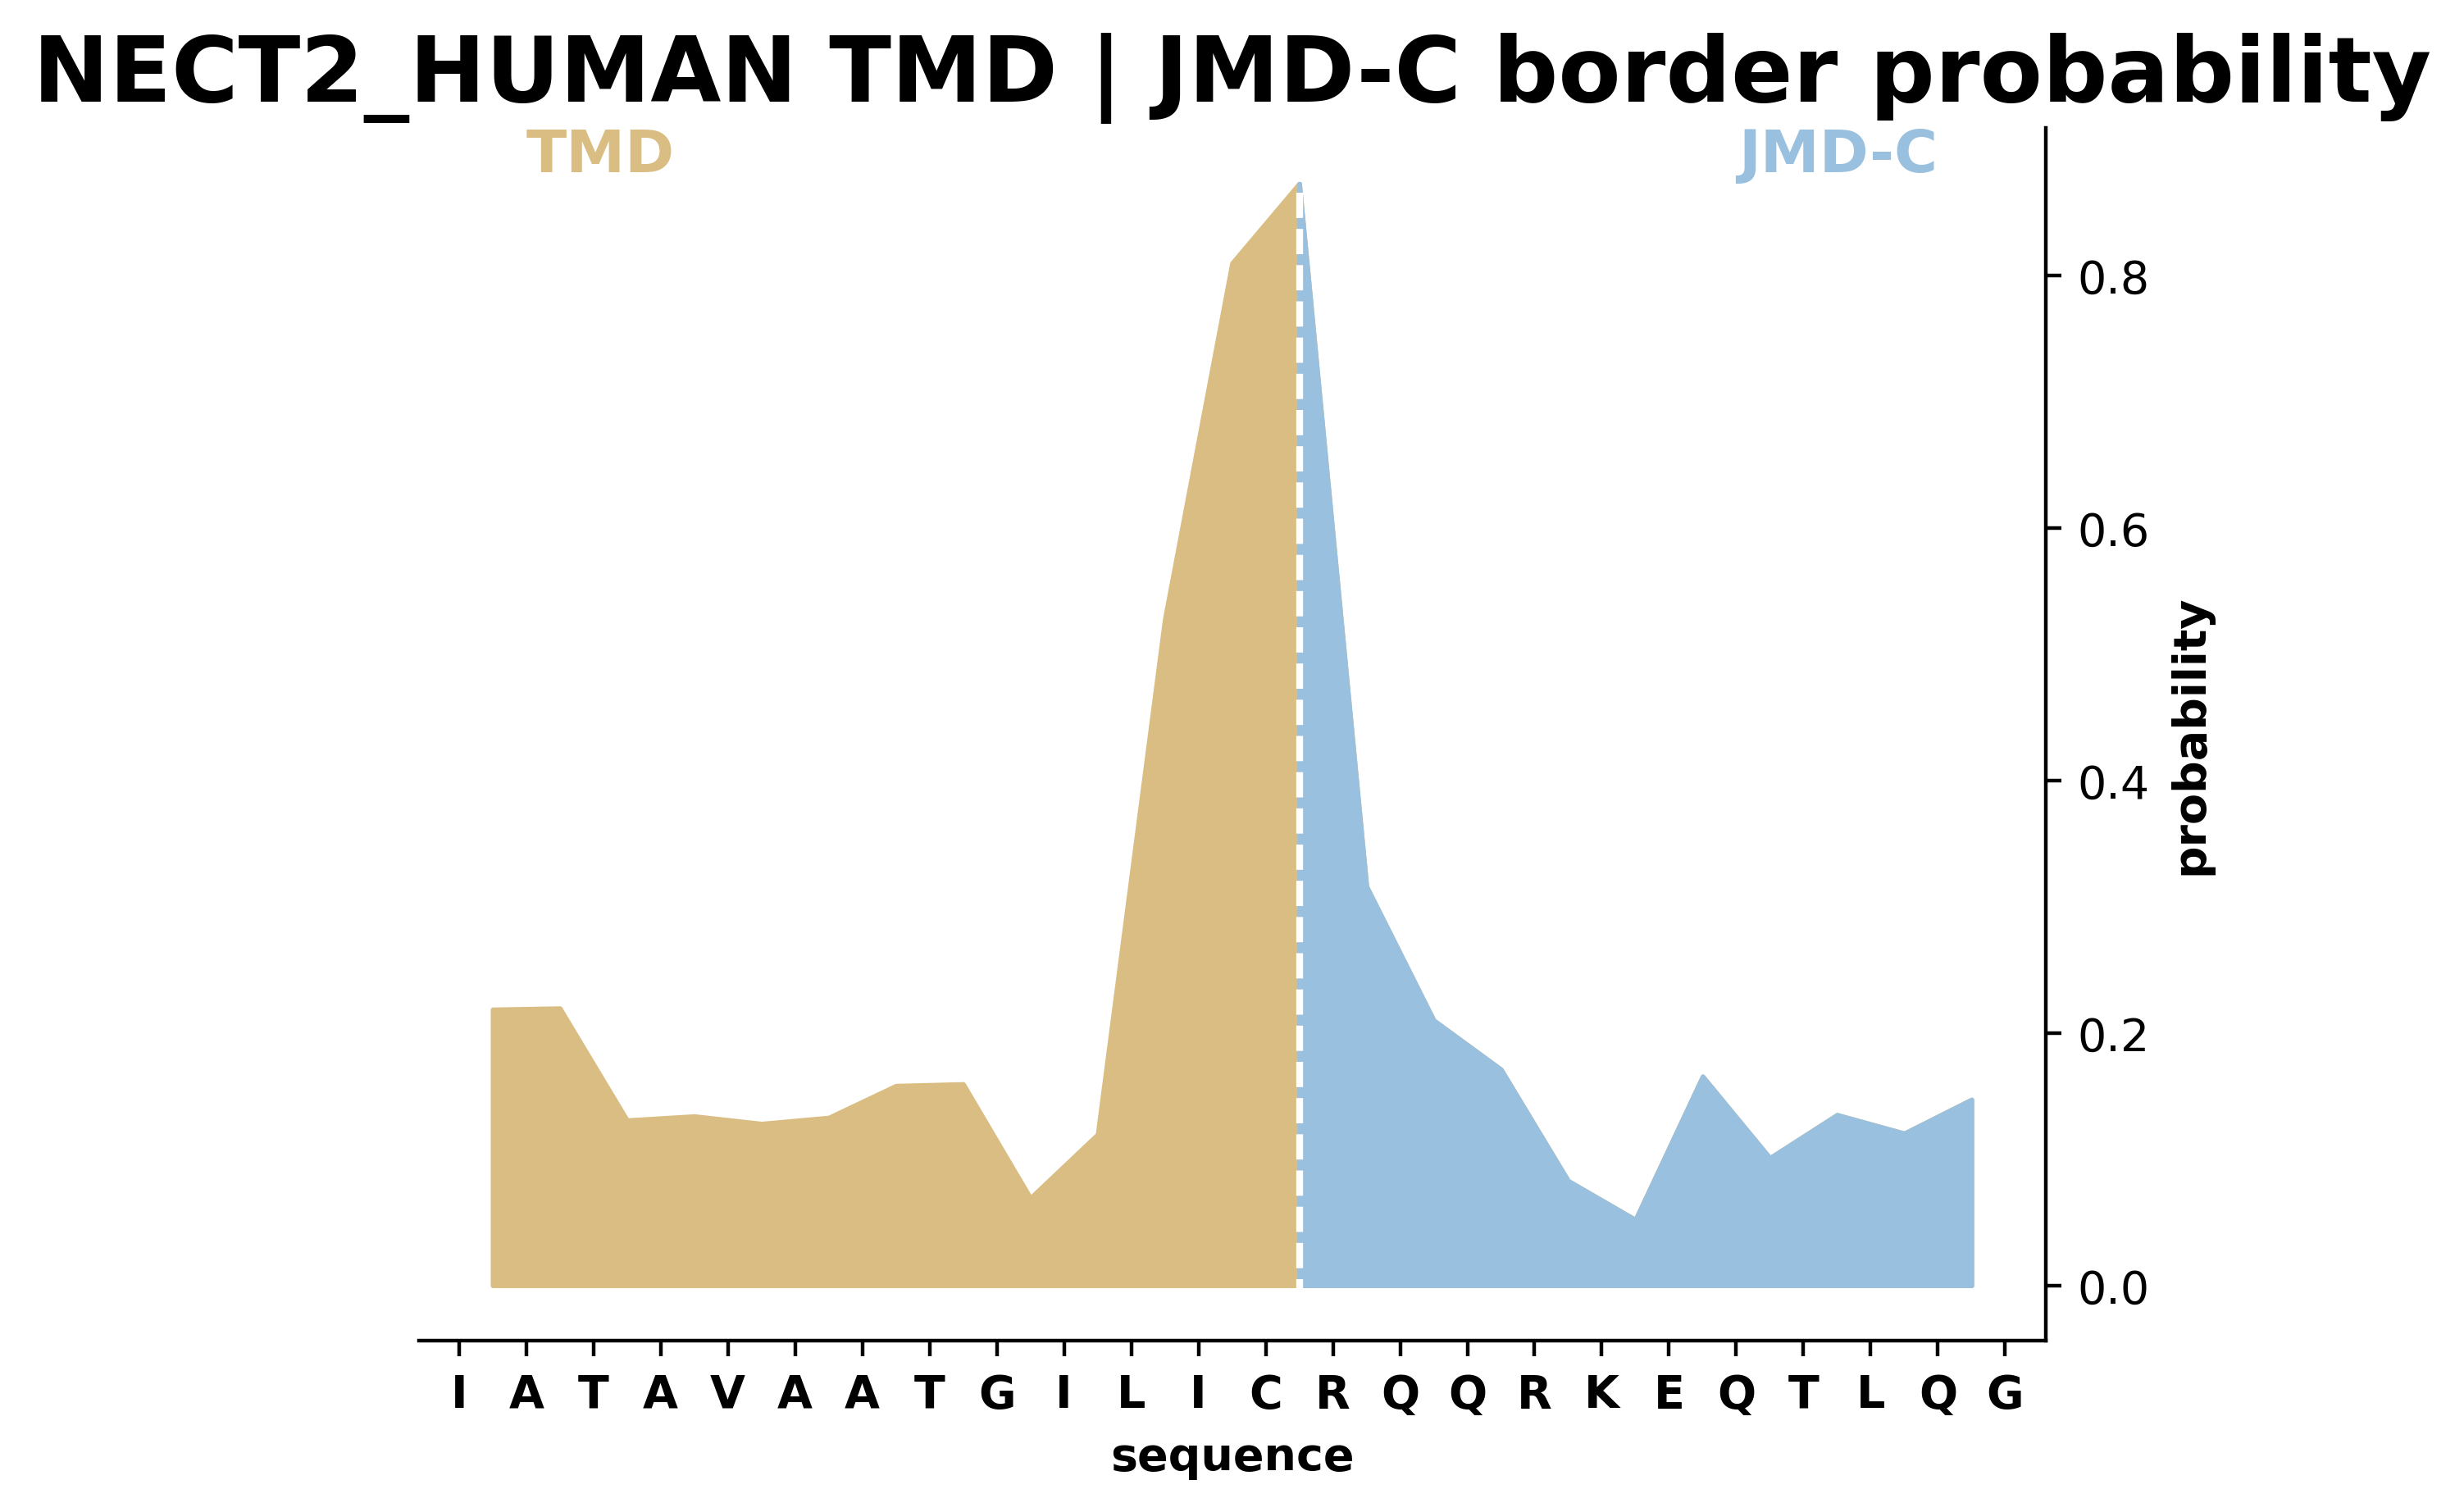 NECT2_HUMAN TMD | JMD-C border probability
TMD JMD-C
0.8
0.6
0.4
0.2
0.0
probability
I A T A V A A T G I L I C R Q Q R K E Q T L Q G
sequence